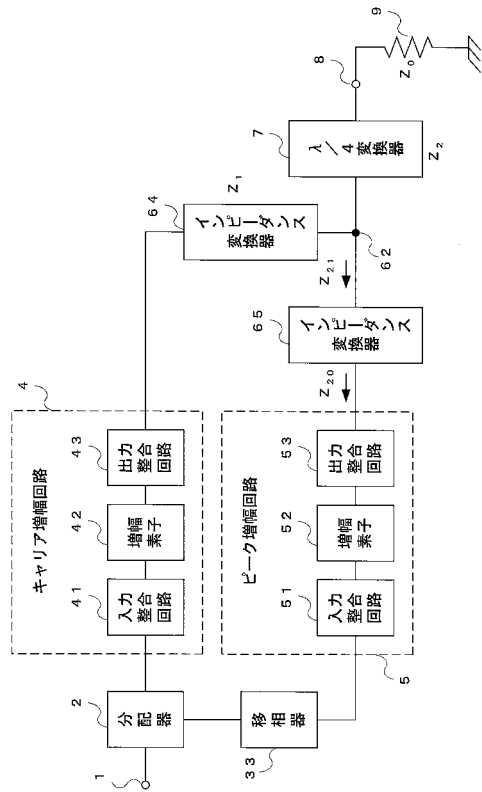 1
2
分配器
33
移相器
4
キャリア増幅回路
41
入力
整合
回路
42
増幅
素子
43
出力
整合
回路
5
ピーク増幅回路
51
入力
整合
回路
52
増幅
素子
53
出力
整合
回路
64
インピーダンス
変換器
Z1
65
インピーダンス
変換器
Z20
Z21
62
7
λ/4
変換器
Z2
8
9
Z0